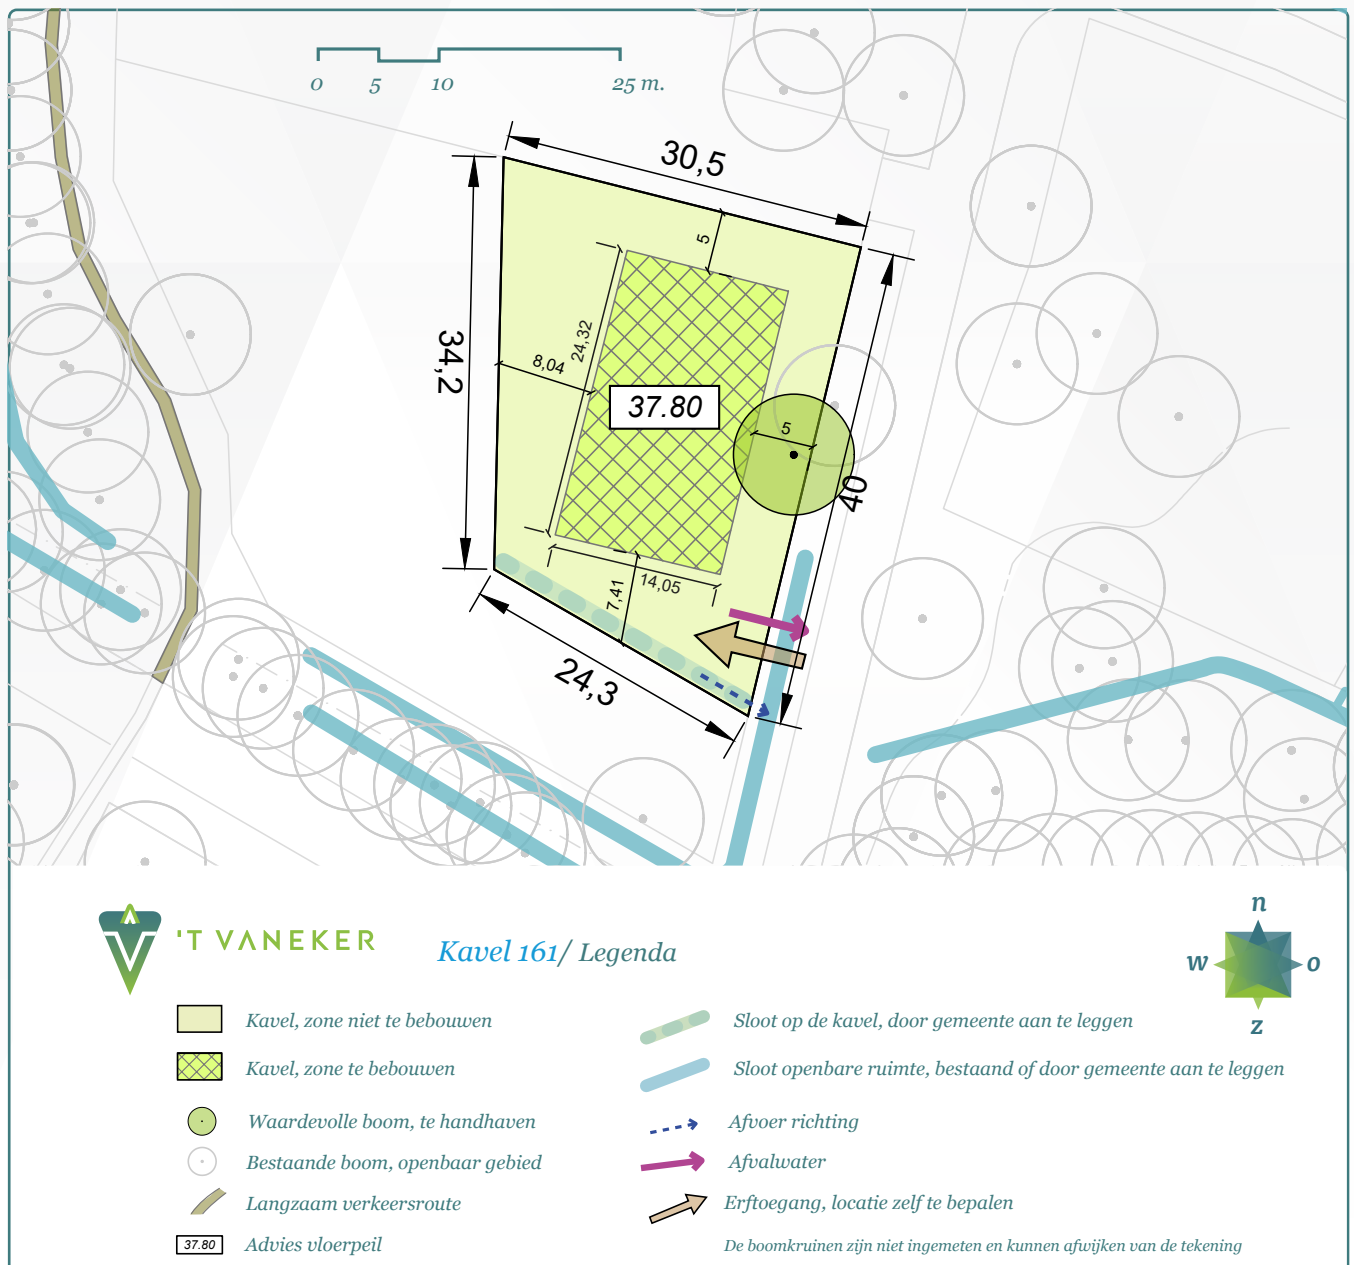 0 5 10 25 m.
30,5
5
34,2
24,32
8,04
37.80
5
40
14,05
7,41
24,3
'T VANEKER
Kavel 161/ Legenda
n
w o
z
Kavel, zone niet te bebouwen
Kavel, zone te bebouwen
Waardevolle boom, te handhaven
Bestaande boom, openbaar gebied
Langzaam verkeersroute
37.80 Advies vloerpeil
Sloot op de kavel, door gemeente aan te leggen
Sloot openbare ruimte, bestaand of door gemeente aan te leggen
Afvoer richting
Afvalwater
Erftoegang, locatie zelf te bepalen
De boomkruinen zijn niet ingemeten en kunnen afwijken van de tekening